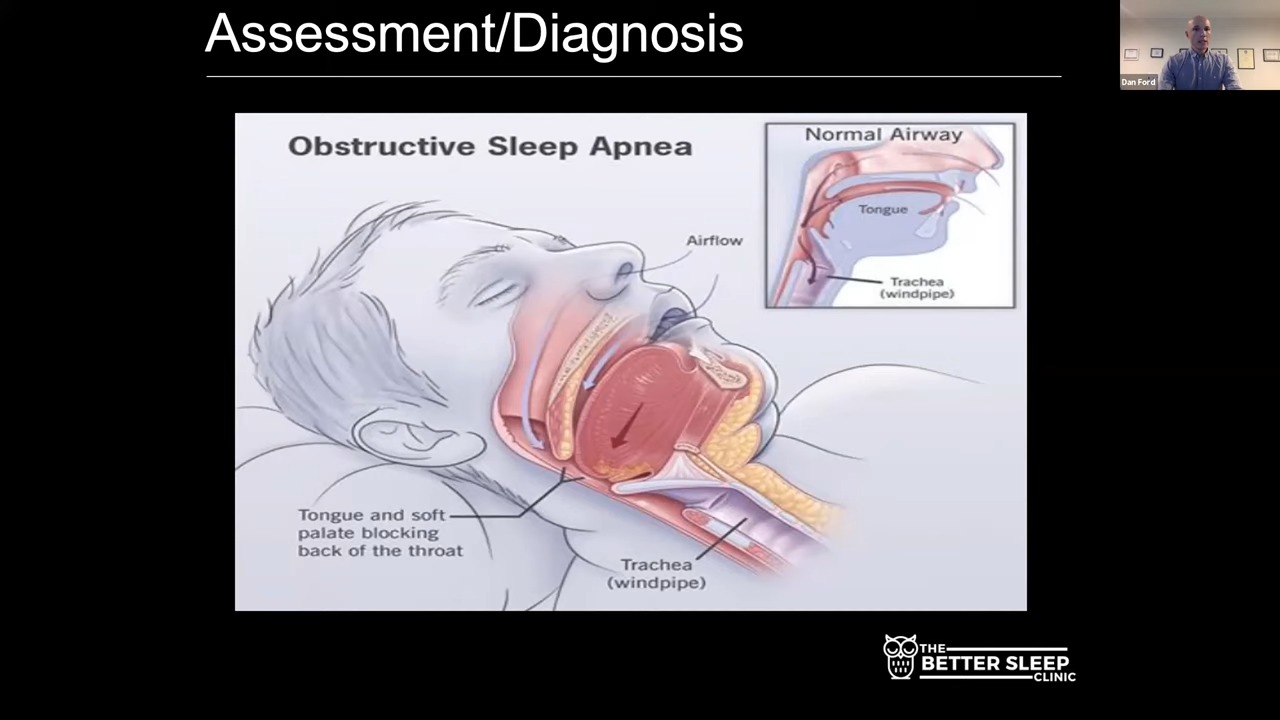 Assessment/Diagnosis
Dan Ford
Obstructive Sleep Apnea
Normal Airway
Tongue
Trachea
(windpipe)
Airflow
Tongue and soft
palate blocking
back of the throat
Trachea
(windpipe)
THE
BETTER SLEEP
CLINIC